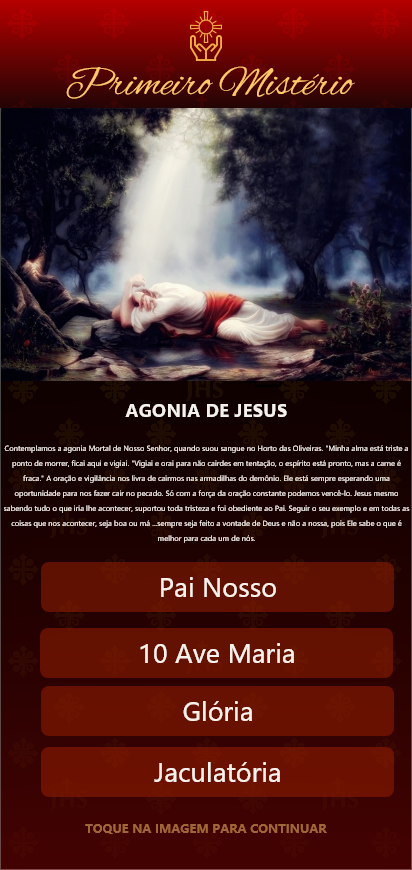 Primeiro Mistério
JHS
AGONIA DE JESUS
Contemplamos a agonia Mortal de Nosso Senhor, quando suou sangue no Horto das Oliveiras. "Minha alma está triste a
ponto de morrer, ficai aqui e vigiai. "Vigiai e orai para não cairdes em tentação, o espírito está pronto, mas a carne é
fraca." A oração e vigilância nos livra de cairmos nas armadilhas do demônio. Ele está sempre esperando uma
oportunidade para nos fazer cair no pecado. Só com a força da oração constante podemos vencê-lo. Jesus mesmo
sabendo tudo o que iria lhe acontecer, suportou toda tristeza e foi obediente ao Pai. Seguir o seu exemplo e em todas as
coisas que nos acontecer, seja boa ou má ...sempre seja feito a vontade de Deus e não a nossa, pois Ele sabe o que é
melhor para cada um de nós.
Pai Nosso
10 Ave Maria
Glória
Jaculatória
JHS JHS
TOQUE NA IMAGEM PARA CONTINUAR